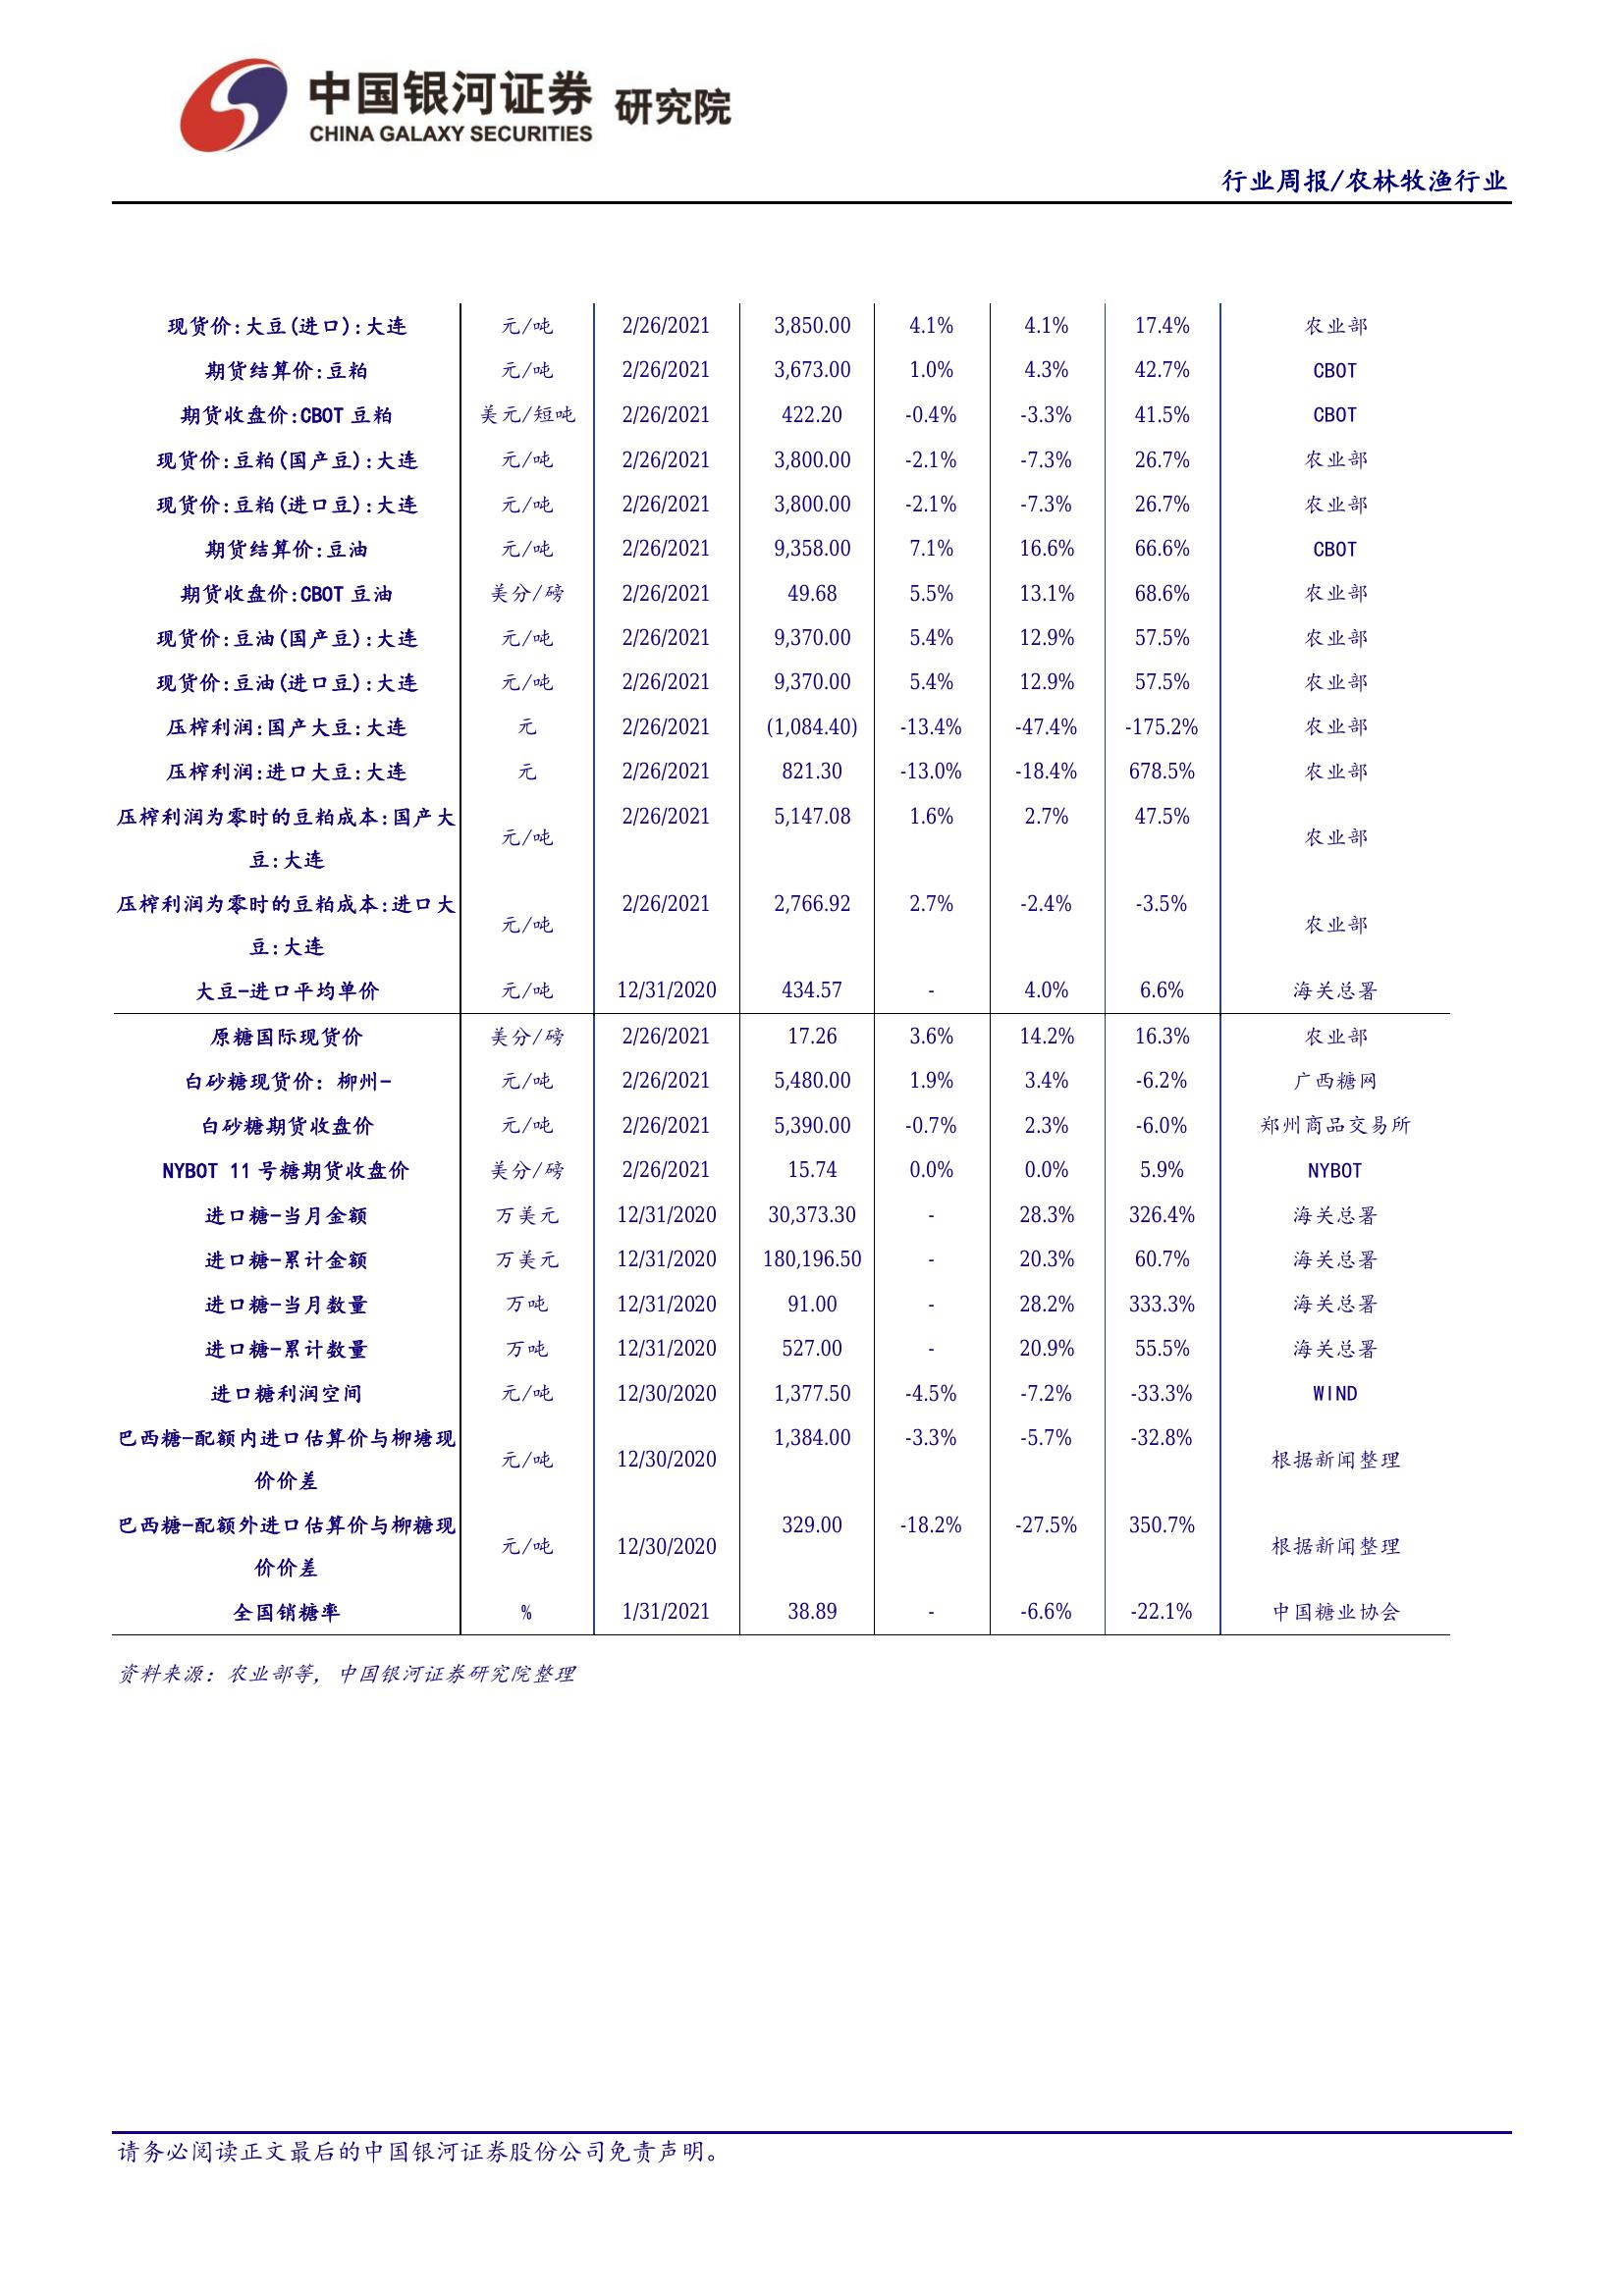 中国银河证券 研究院
CHINA GALAXY SECURITIES
行业周报/农林牧渔行业
现货价:大豆(进口):大连 元/吨 2/26/2021 3,850.00 4.1% 4.1% 17.4% 农业部
期货结算价:豆粕 元/吨 2/26/2021 3,673.00 1.0% 4.3% 42.7% CBOT
期货收盘价:CBOT 豆粕 美元/短吨 2/26/2021 422.20 -0.4% -3.3% 41.5% CBOT
现货价:豆粕(国产豆):大连 元/吨 2/26/2021 3,800.00 -2.1% -7.3% 26.7% 农业部
现货价:豆粕(进口豆):大连 元/吨 2/26/2021 3,800.00 -2.1% -7.3% 26.7% 农业部
期货结算价:豆油 元/吨 2/26/2021 9,358.00 7.1% 16.6% 66.6% CBOT
期货收盘价:CBOT 豆油 美分/磅 2/26/2021 49.68 5.5% 13.1% 68.6% 农业部
现货价:豆油(国产豆):大连 元/吨 2/26/2021 9,370.00 5.4% 12.9% 57.5% 农业部
现货价:豆油(进口豆):大连 元/吨 2/26/2021 9,370.00 5.4% 12.9% 57.5% 农业部
压榨利润:国产大豆:大连 元 2/26/2021 (1,084.40) -13.4% -47.4% -175.2% 农业部
压榨利润:进口大豆:大连 元 2/26/2021 821.30 -13.0% -18.4% 678.5% 农业部
压榨利润为零时的豆粕成本:国产大 元/吨 2/26/2021 5,147.08 1.6% 2.7% 47.5% 农业部
豆:大连
压榨利润为零时的豆粕成本:进口大 元/吨 2/26/2021 2,766.92 2.7% -2.4% -3.5% 农业部
豆:大连
大豆-进口平均单价 元/吨 12/31/2020 434.57 - 4.0% 6.6% 海关总署
原糖国际现货价 美分/磅 2/26/2021 17.26 3.6% 14.2% 16.3% 农业部
白砂糖现货价: 柳州- 元/吨 2/26/2021 5,480.00 1.9% 3.4% -6.2% 广西糖网
白砂糖期货收盘价 元/吨 2/26/2021 5,390.00 -0.7% 2.3% -6.0% 郑州商品交易所
NYBOT 11 号糖期货收盘价 美分/磅 2/26/2021 15.74 0.0% 0.0% 5.9% NYBOT
进口糖-当月金额 万美元 12/31/2020 30,373.30 - 28.3% 326.4% 海关总署
进口糖-累计金额 万美元 12/31/2020 180,196.50 - 20.3% 60.7% 海关总署
进口糖-当月数量 万吨 12/31/2020 91.00 - 28.2% 333.3% 海关总署
进口糖-累计数量 万吨 12/31/2020 527.00 - 20.9% 55.5% 海关总署
进口糖利润空间 元/吨 12/30/2020 1,377.50 -4.5% -7.2% -33.3% WIND
巴西糖-配额内进口估算价与柳塘现 元/吨 12/30/2020 1,384.00 -3.3% -5.7% -32.8% 根据新闻整理
价价差
巴西糖-配额外进口估算价与柳糖现 元/吨 12/30/2020 329.00 -18.2% -27.5% 350.7% 根据新闻整理
价价差
全国销糖率 % 1/31/2021 38.89 - -6.6% -22.1% 中国糖业协会
资料来源: 农业部等, 中国银河证券研究院整理
请务必阅读正文最后的中国银河证券股份公司免责声明。